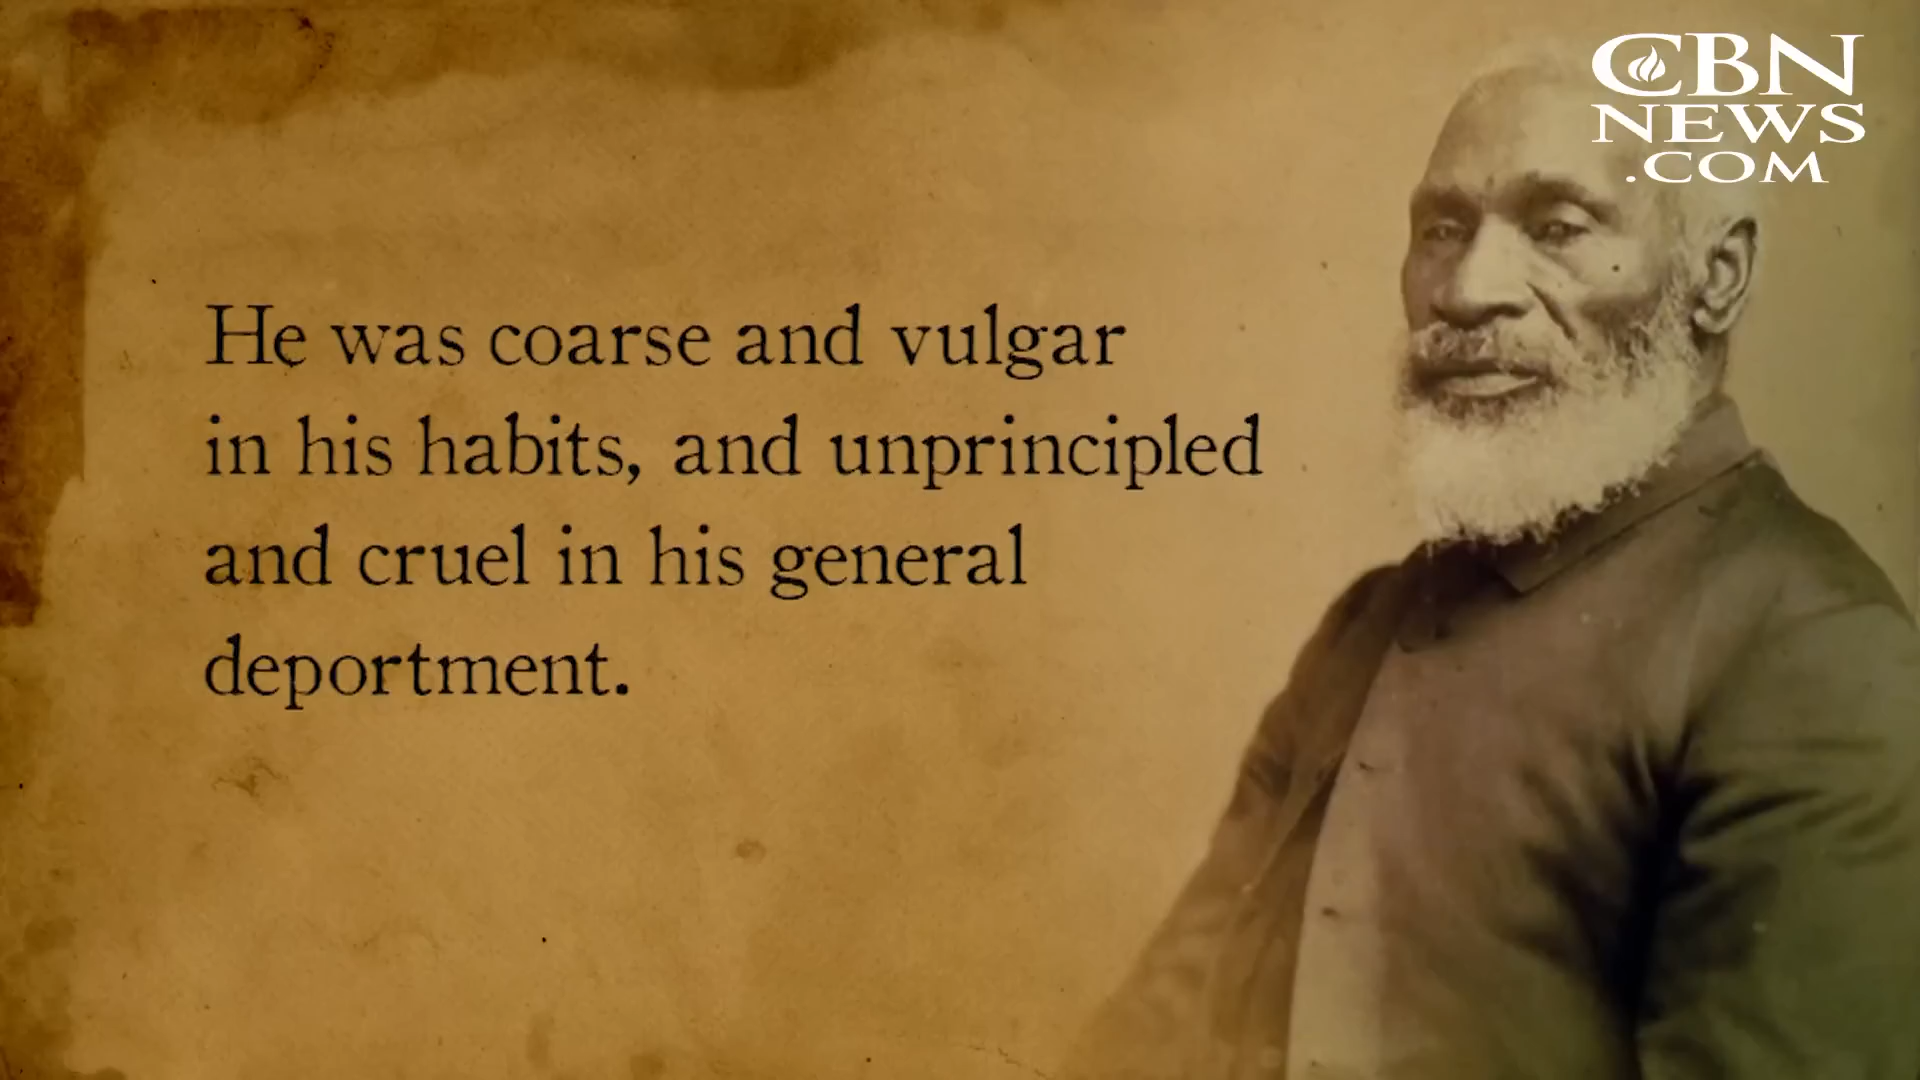 CBN
NEWS
.COM
He was coarse and vulgar
in his habits, and unprincipled
and cruel in his general
deportment.